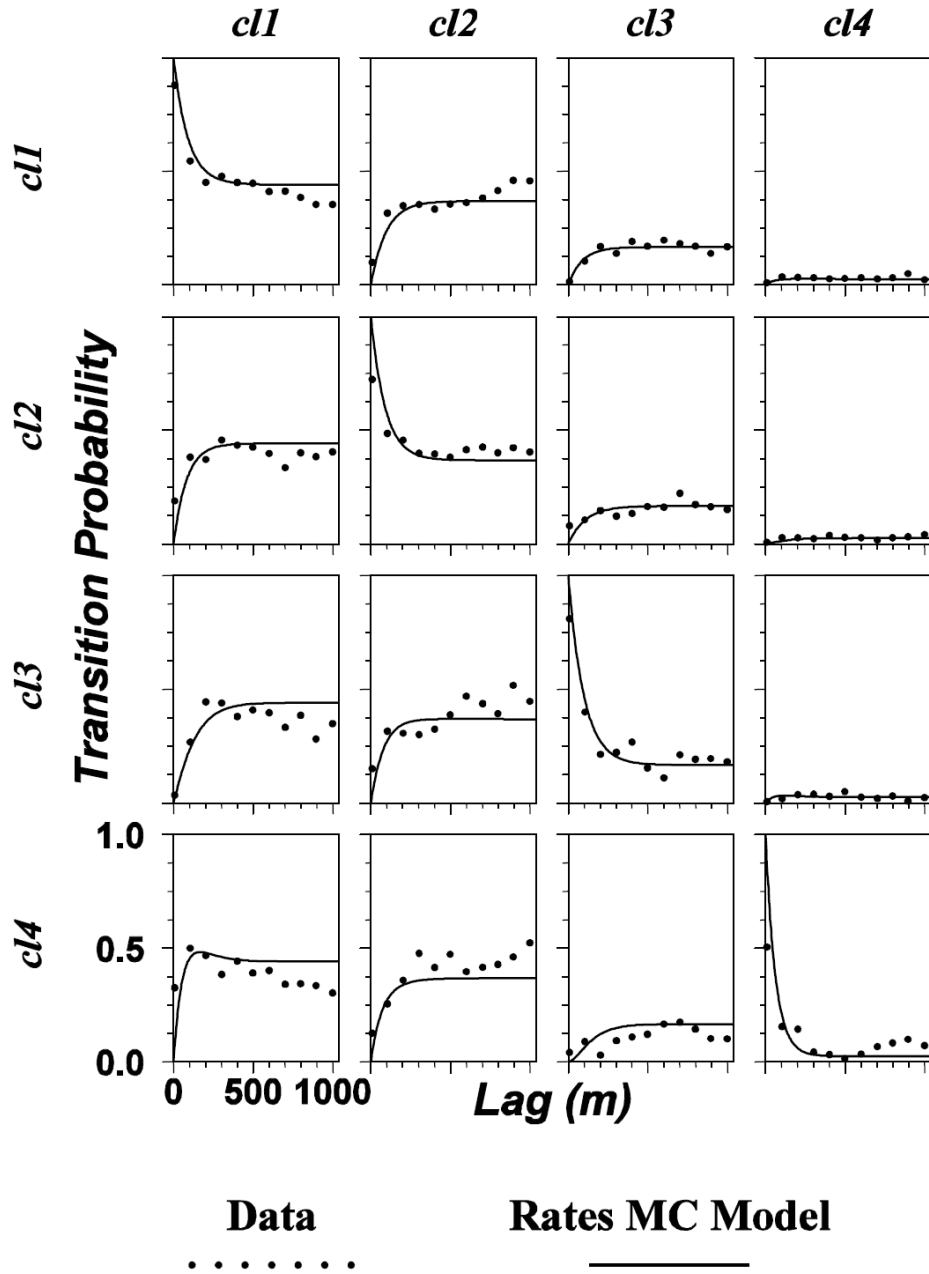 cl1 cl2 cl3 cl4
cl1
cl2
cl3
cl4
Transition Probability
1.0
0.5
0.0
0 500 1000
Lag (m)
Data Rates MC Model